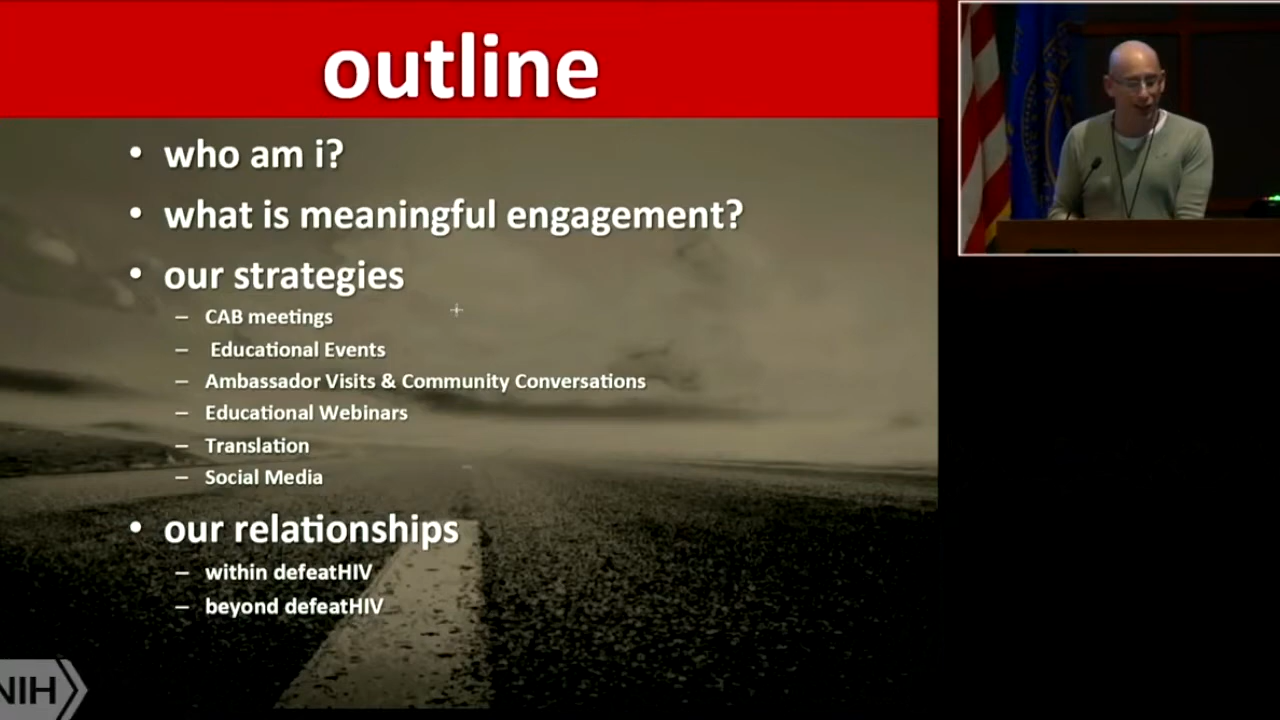 outline
• who am i?
• what is meaningful engagement?
• our strategies
– CAB meetings
– Educational Events
– Ambassador Visits & Community Conversations
– Educational Webinars
– Translation
– Social Media
• our relationships
– within defeatHIV
– beyond defeatHIV
NIH